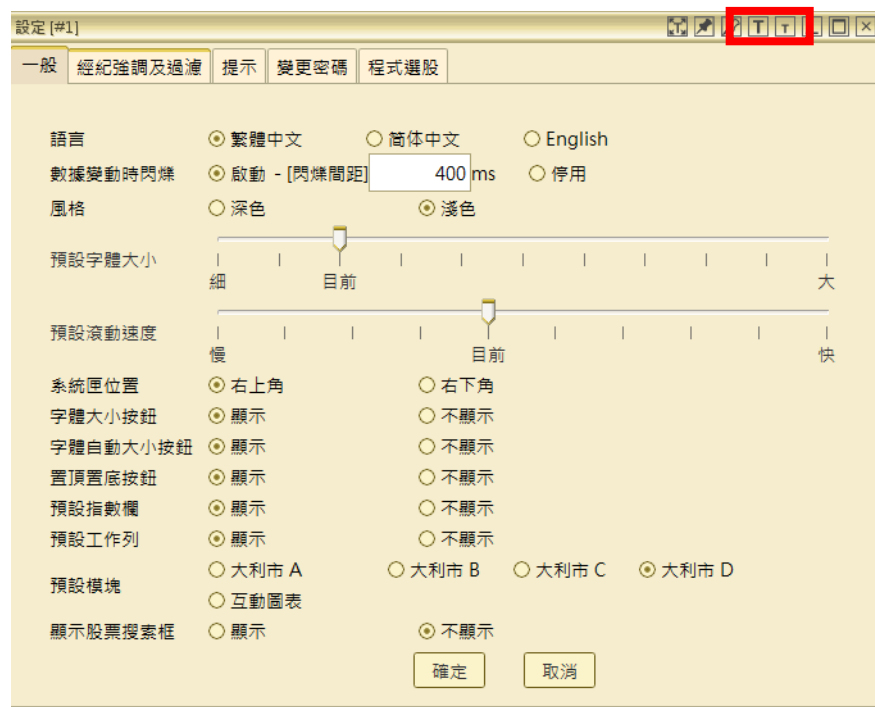 設定 [#1]
T T
一般 經紀強調及過濾 提示 變更密碼 程式選股
語言 繁體中文 简体中文 English
數據變動時閃爍 啟動 - [閃爍間距] 400 ms 停用
風格 深色 淺色
預設字體大小
細 目前 大
預設滾動速度
慢 目前 快
系統匣位置 右上角 右下角
字體大小按鈕 顯示 不顯示
字體自動大小按鈕 顯示 不顯示
置頂置底按鈕 顯示 不顯示
預設指數欄 顯示 不顯示
預設工作列 顯示 不顯示
預設模塊 大利市 A 大利市 B 大利市 C 大利市 D
互動圖表
顯示股票搜索框 顯示 不顯示
確定 取消